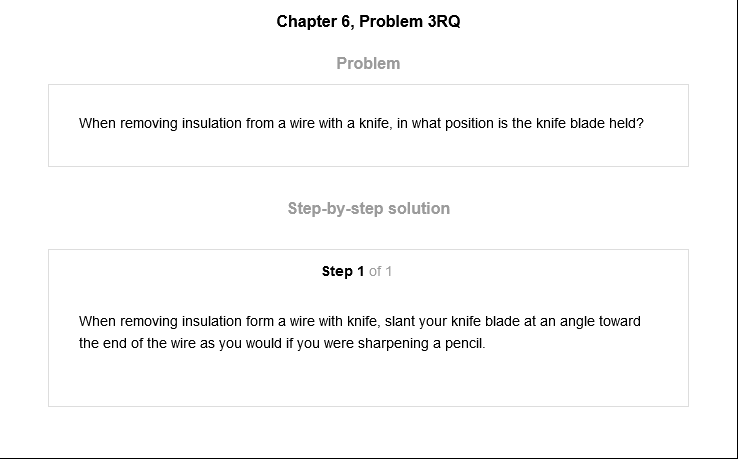 Chapter 6, Problem 3RQ
Problem
When removing insulation from a wire with a knife, in what position is the knife blade held?
Step-by-step solution
Step 1 of 1
When removing insulation form a wire with knife, slant your knife blade at an angle toward
the end of the wire as you would if you were sharpening a pencil.